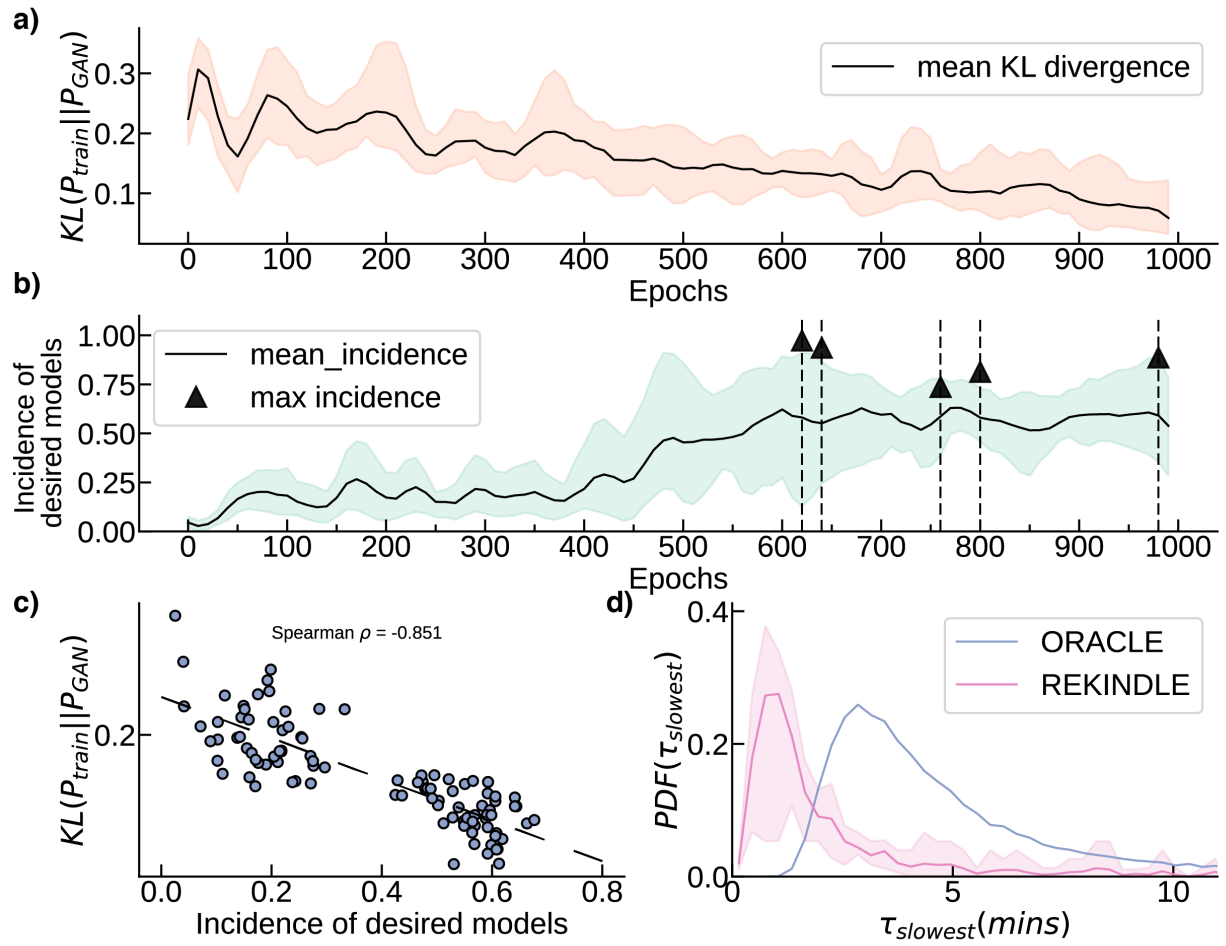 a)
KL(P_train||P_GAN)
0.3
0.2
0.1
mean KL divergence
0 100 200 300 400 500 600 700 800 900 1000
Epochs
b)
Incidence of
desired models
1.00
0.75
0.50
0.25
0.00
mean_incidence
max incidence
0 100 200 300 400 500 600 700 800 900 1000
Epochs
c)
KL(P_train||P_GAN)
0.2
Spearman ρ = -0.851
0.0 0.2 0.4 0.6 0.8
Incidence of desired models
d)
PDF(τ_slowest)
0.4
0.2
0.0
ORACLE
REKINDLE
0 5 10
τ_slowest(mins)